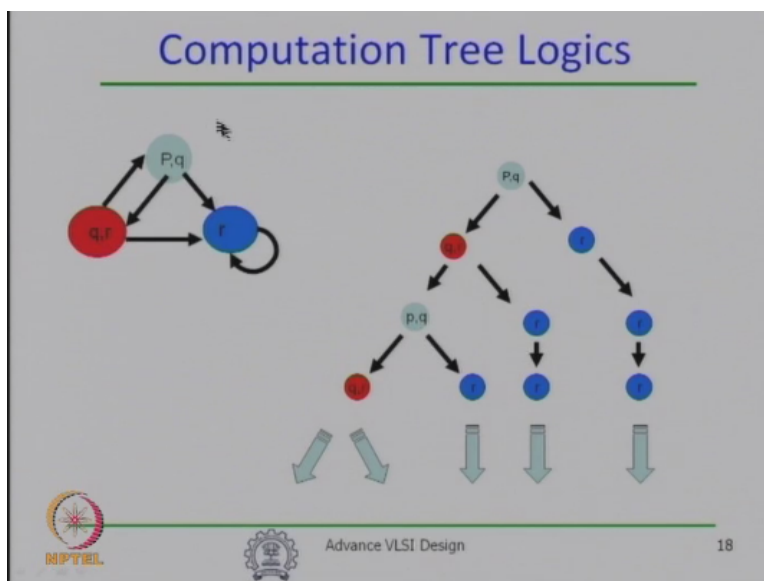 Computation Tree Logics
P,q
q,r
r
P,q
q,r
r
p,q
r
r
q,r
r
r
r
NPTEL
Advance VLSI Design
18